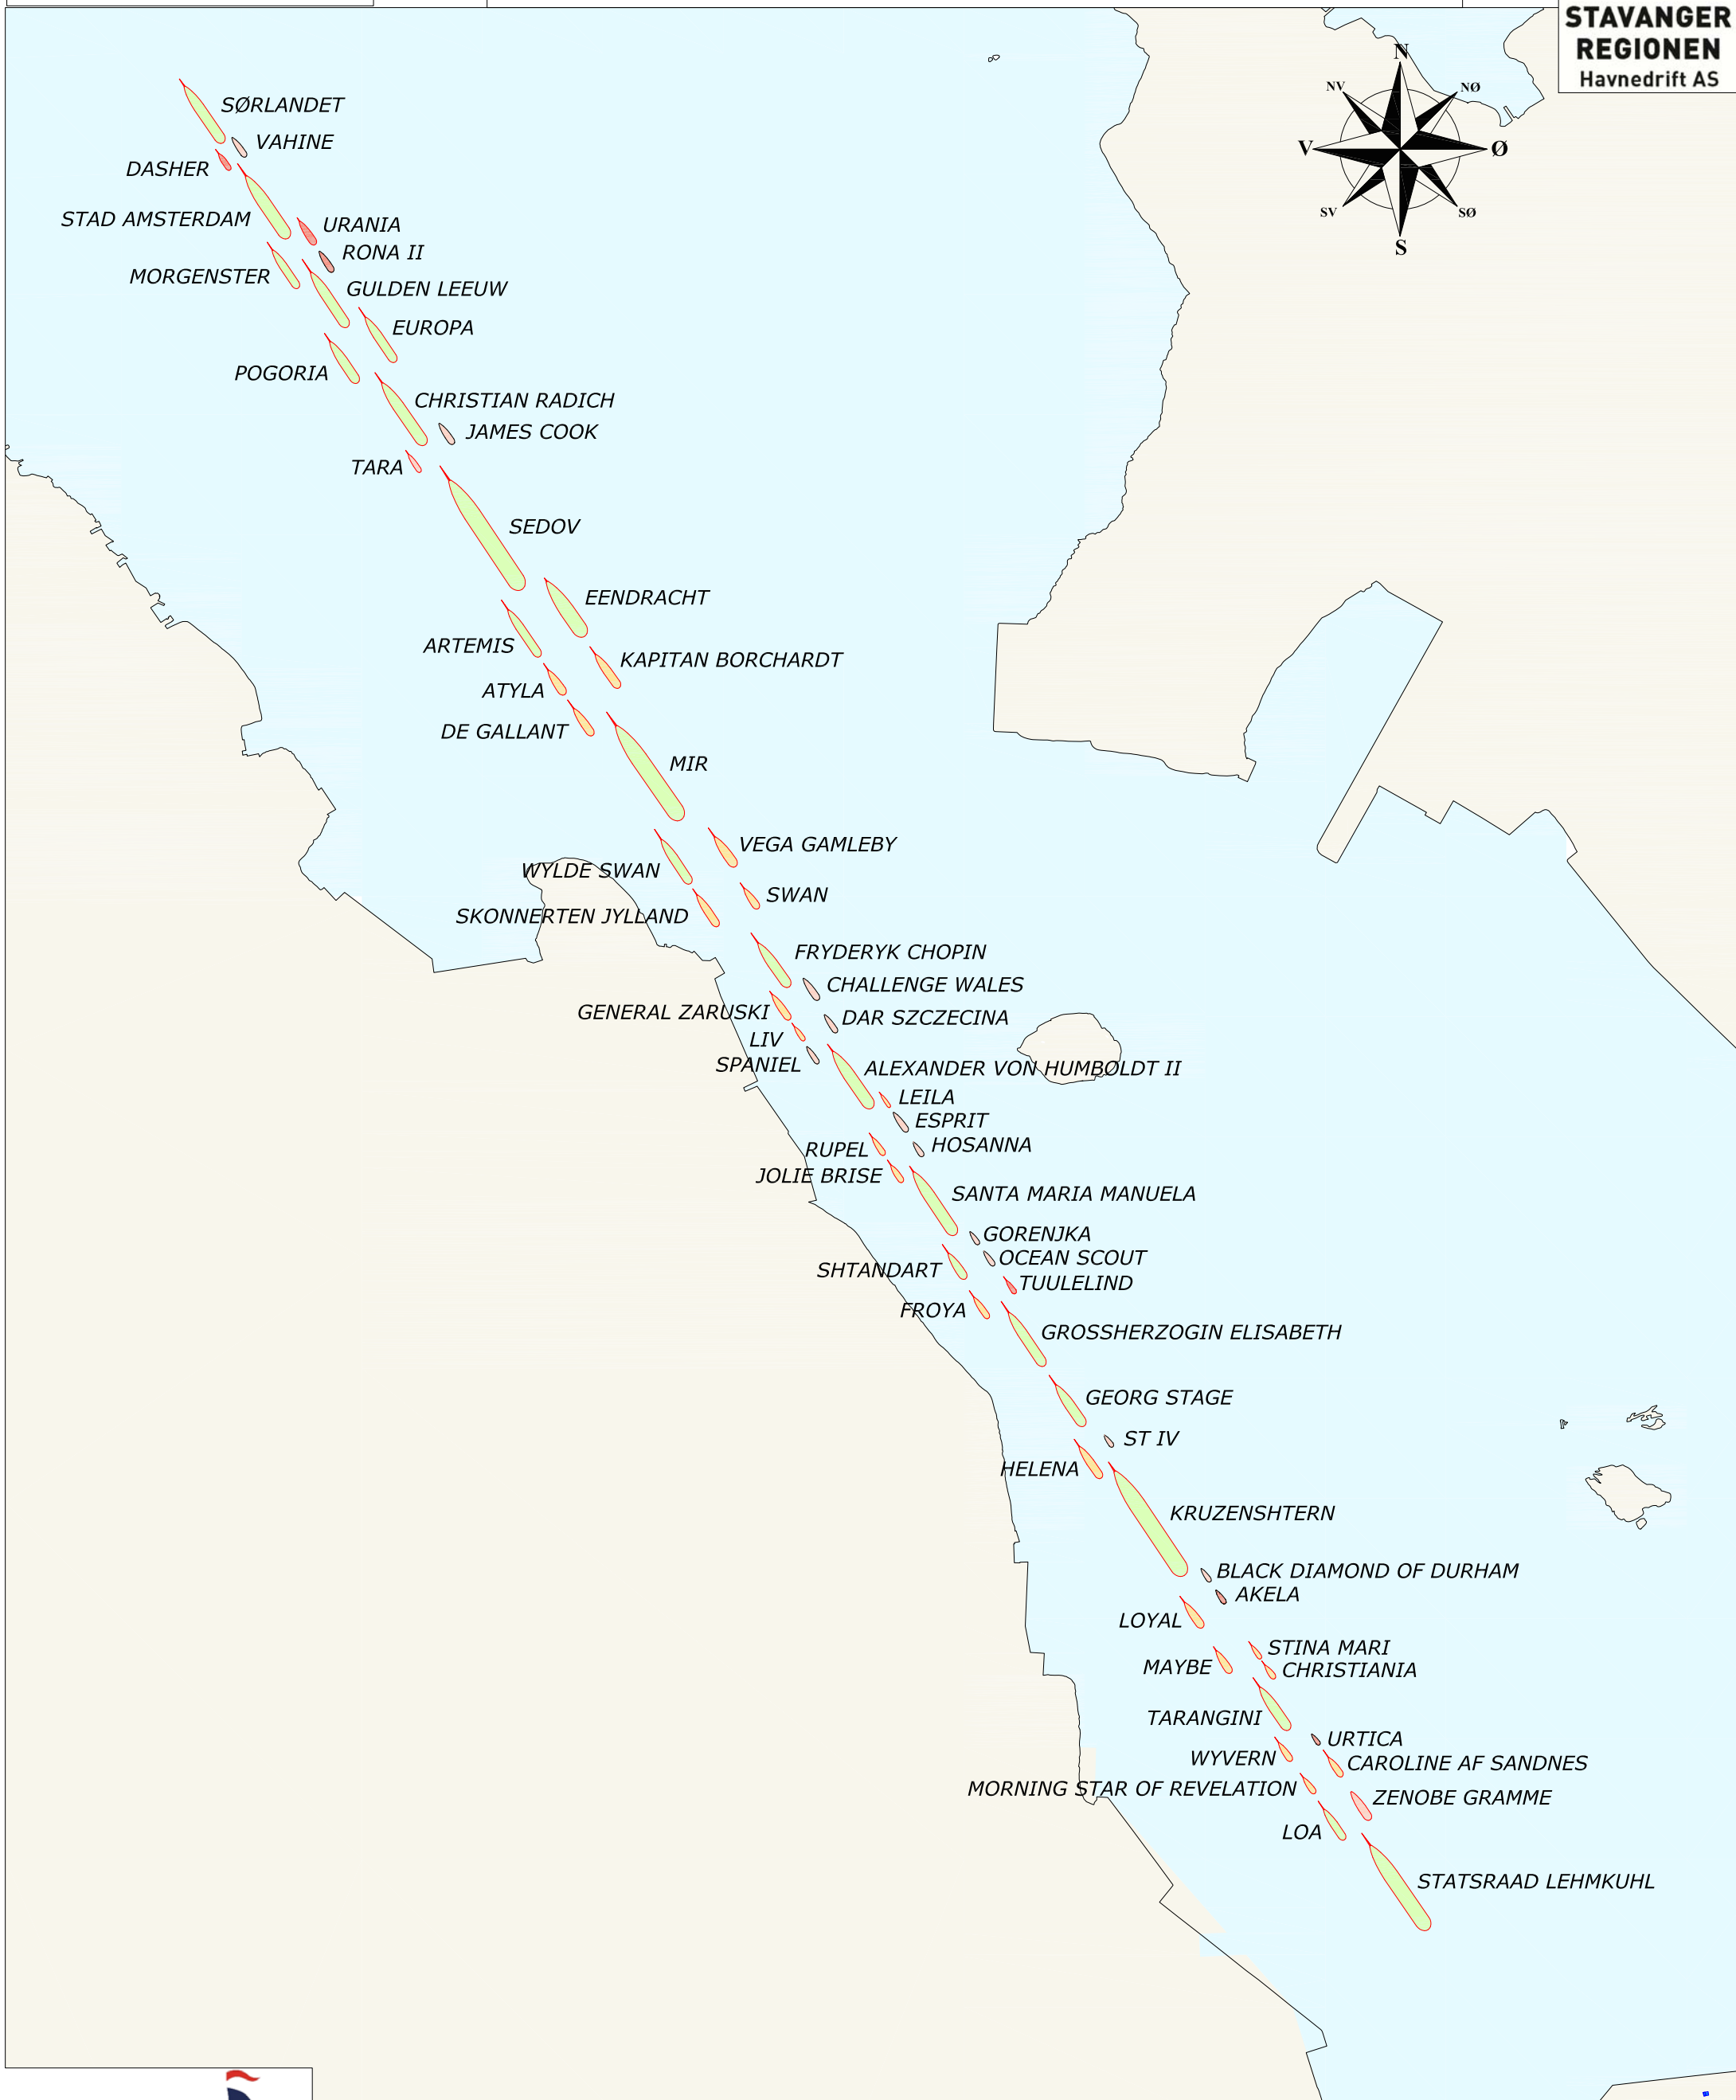 STAVANGER
REGIONEN
Havnedrift AS
N
NV
NØ
V
Ø
SV
SØ
S
SØRLANDET
VAHINE
DASHER
STAD AMSTERDAM
URANIA
RONA II
MORGENSTER
GULDEN LEEUW
EUROPA
POGORIA
CHRISTIAN RADICH
JAMES COOK
TARA
SEDOV
EENDRACHT
ARTEMIS
KAPITAN BORCHARDT
ATYLA
DE GALLANT
MIR
VEGA GAMLEBY
WYLDE SWAN
SWAN
SKONNERTEN JYLLAND
FRYDERYK CHOPIN
CHALLENGE WALES
GENERAL ZARUSKI
DAR SZCZECINA
LIV
SPANIEL
ALEXANDER VON HUMBOLDT II
LEILA
ESPRIT
HOSANNA
RUPEL
JOLIE BRISE
SANTA MARIA MANUELA
GORENJKA
OCEAN SCOUT
SHTANDART
TUULELIND
FROYA
GROSSHERZOGIN ELISABETH
GEORG STAGE
ST IV
HELENA
KRUZENSHTERN
BLACK DIAMOND OF DURHAM
AKELA
LOYAL
STINA MARI
MAYBE
CHRISTIANIA
TARANGINI
URTICA
WYVERN
CAROLINE AF SANDNES
MORNING STAR OF REVELATION
ZENOBE GRAMME
LOA
STATSRAAD LEHMKUHL